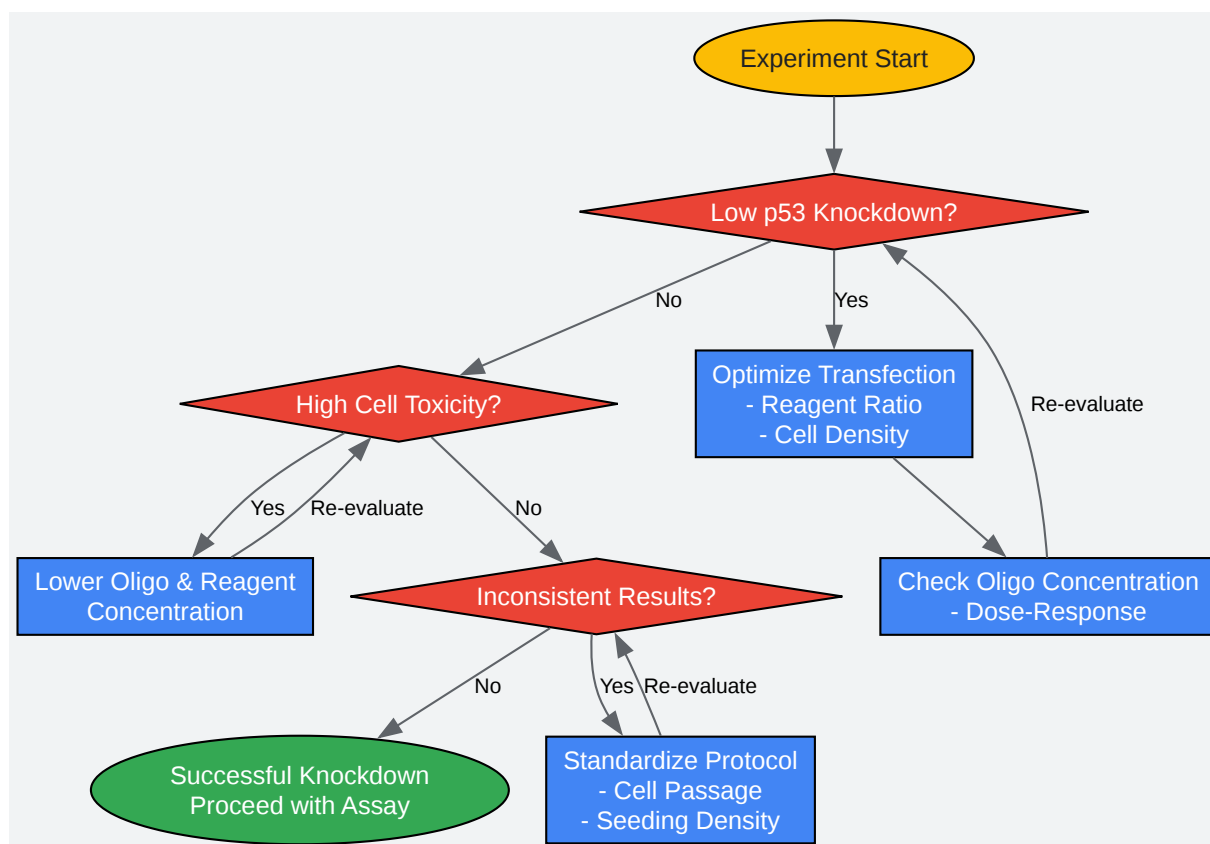 Experiment Start
Low p53 Knockdown?
No
Yes
Optimize Transfection
- Reagent Ratio
- Cell Density
Re-evaluate
High Cell Toxicity?
Yes
Re-evaluate
No
Lower Oligo & Reagent
Concentration
Inconsistent Results?
Check Oligo Concentration
- Dose-Response
No
Yes
Re-evaluate
Successful Knockdown
Proceed with Assay
Standardize Protocol
- Cell Passage
- Seeding Density